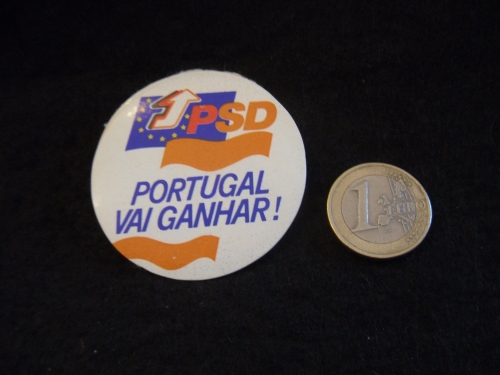 PSD
PORTUGAL
VAI GANHAR!
1